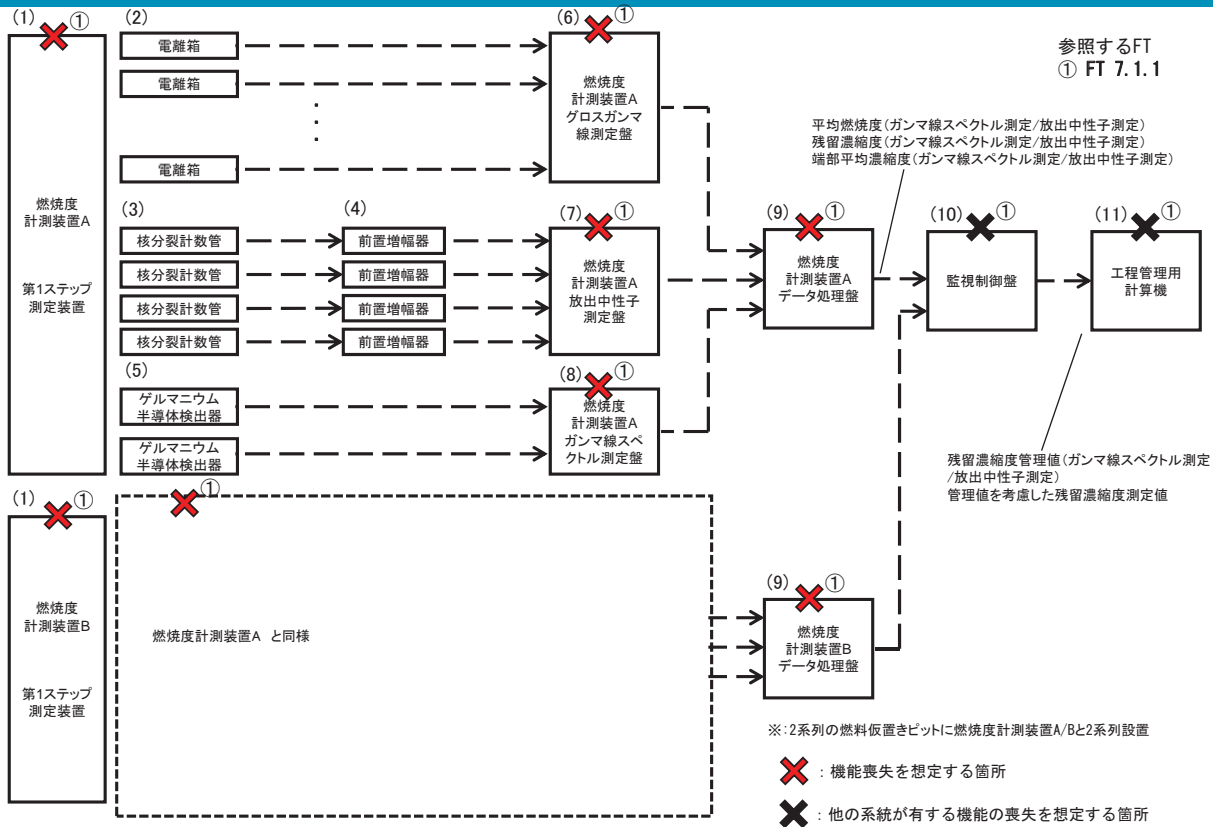 (1)
①
(2)
(6)
①
参照するFT
① FT 7.1.1
電離箱
電離箱
・
・
・
電離箱
燃焼度
計測装置A
グロスガンマ
線測定盤
平均燃焼度(ガンマ線スペクトル測定/放出中性子測定)
残留濃縮度(ガンマ線スペクトル測定/放出中性子測定)
端部平均濃縮度(ガンマ線スペクトル測定/放出中性子測定)
燃焼度
計測装置A
第1ステップ
測定装置
(3)
(4)
(7)
①
核分裂計数管
前置増幅器
核分裂計数管
前置増幅器
核分裂計数管
前置増幅器
核分裂計数管
前置増幅器
燃焼度
計測装置A
放出中性子
測定盤
(9)
①
燃焼度
計測装置A
データ処理盤
(10)
①
監視制御盤
(11)
①
工程管理用
計算機
(5)
ゲルマニウム
半導体検出器
ゲルマニウム
半導体検出器
(8)
①
燃焼度
計測装置A
ガンマ線スペ
クトル測定盤
残留濃縮度管理値(ガンマ線スペクトル測定
/放出中性子測定)
管理値を考慮した残留濃縮度測定値
(1)
①
①
燃焼度
計測装置B
第1ステップ
測定装置
燃焼度計測装置A と同様
(9)
①
燃焼度
計測装置B
データ処理盤
※:2系列の燃料仮置きピットに燃焼度計測装置A/Bと2系列設置
:機能喪失を想定する箇所
:他の系統が有する機能の喪失を想定する箇所